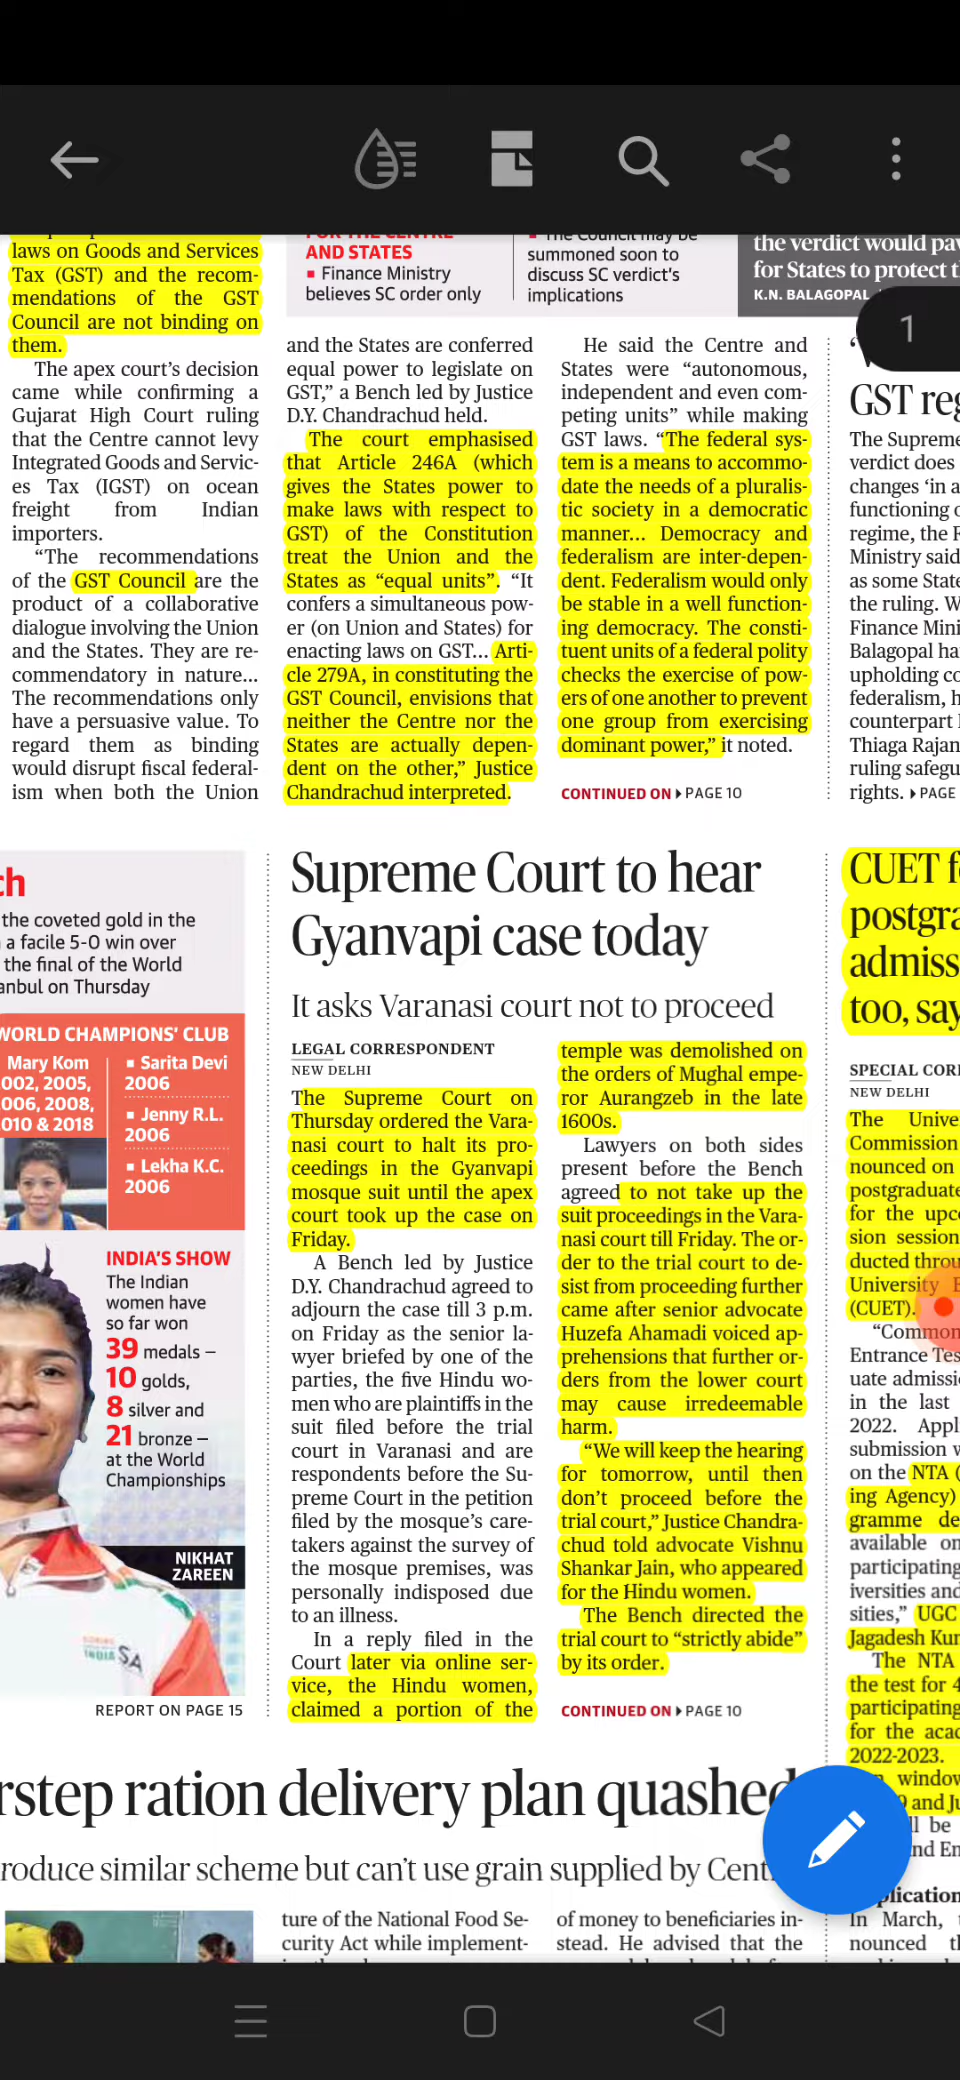 laws on Goods and Services
Tax (GST) and the recom-
mendations of the GST
Council are not binding on
them.
The apex court’s decision
came while confirming a
Gujarat High Court ruling
that the Centre cannot levy
Integrated Goods and Servic-
es Tax (IGST) on ocean
freight from Indian
importers.
“The recommendations
of the GST Council are the
product of a collaborative
dialogue involving the Union
and the States. They are re-
commendatory in nature...
The recommendations only
have a persuasive value. To
regard them as binding
would disrupt fiscal federal-
ism when both the Union
FOR THE CENTRE
AND STATES
▪ Finance Ministry
believes SC order only
▪ The Council may be
summoned soon to
discuss SC verdict’s
implications
the verdict would pav
for States to protect t
K.N. BALAGOPAL
1
and the States are conferred
equal power to legislate on
GST,” a Bench led by Justice
D.Y. Chandrachud held.
The court emphasised
that Article 246A (which
gives the States power to
make laws with respect to
GST) of the Constitution
treat the Union and the
States as “equal units”. “It
confers a simultaneous pow-
er (on Union and States) for
enacting laws on GST... Arti-
cle 279A, in constituting the
GST Council, envisions that
neither the Centre nor the
States are actually depen-
dent on the other,” Justice
Chandrachud interpreted.
He said the Centre and
States were “autonomous,
independent and even com-
peting units” while making
GST laws. “The federal sys-
tem is a means to accommo-
date the needs of a pluralis-
tic society in a democratic
manner... Democracy and
federalism are inter-depen-
dent. Federalism would only
be stable in a well function-
ing democracy. The consti-
tuent units of a federal polity
checks the exercise of pow-
ers of one another to prevent
one group from exercising
dominant power,” it noted.
CONTINUED ON ▸ PAGE 10
GST reg
The Supreme
verdict does
changes ‘in a
functioning o
regime, the F
Ministry said
as some State
the ruling. W
Finance Mini
Balagopal ha
upholding co
federalism, h
counterpart
Thiaga Rajan
ruling safegu
rights. ▸ PAGE
ch
the coveted gold in the
a facile 5-0 win over
the final of the World
anbul on Thursday
WORLD CHAMPIONS’ CLUB
Mary Kom
002, 2005,
006, 2008,
010 & 2018
▪ Sarita Devi
2006
▪ Jenny R.L.
2006
▪ Lekha K.C.
2006
INDIA’S SHOW
The Indian
women have
so far won
39 medals –
10 golds,
8 silver and
21 bronze –
at the World
Championships
NIKHAT
ZAREEN
INDIA
REPORT ON PAGE 15
Supreme Court to hear
Gyanvapi case today
It asks Varanasi court not to proceed
LEGAL CORRESPONDENT
NEW DELHI
The Supreme Court on
Thursday ordered the Vara-
nasi court to halt its pro-
ceedings in the Gyanvapi
mosque suit until the apex
court took up the case on
Friday.
A Bench led by Justice
D.Y. Chandrachud agreed to
adjourn the case till 3 p.m.
on Friday as the senior la-
wyer briefed by one of the
parties, the five Hindu wo-
men who are plaintiffs in the
suit filed before the trial
court in Varanasi and are
respondents before the Su-
preme Court in the petition
filed by the mosque’s care-
takers against the survey of
the mosque premises, was
personally indisposed due
to an illness.
In a reply filed in the
Court later via online ser-
vice, the Hindu women,
claimed a portion of the
temple was demolished on
the orders of Mughal empe-
ror Aurangzeb in the late
1600s.
Lawyers on both sides
present before the Bench
agreed to not take up the
suit proceedings in the Vara-
nasi court till Friday. The or-
der to the trial court to de-
sist from proceeding further
came after senior advocate
Huzefa Ahamadi voiced ap-
prehensions that further or-
ders from the lower court
may cause irredeemable
harm.
“We will keep the hearing
for tomorrow, until then
don’t proceed before the
trial court,” Justice Chandra-
chud told advocate Vishnu
Shankar Jain, who appeared
for the Hindu women.
The Bench directed the
trial court to “strictly abide”
by its order.
CONTINUED ON ▸ PAGE 10
CUET f
postgra
admiss
too, say
SPECIAL CORR
NEW DELHI
The Unive
Commission
nounced on
postgraduate
for the upco
sion session
ducted throu
University E
(CUET).
“Common
Entrance Tes
uate admissi
in the last
2022. Appl
submission w
on the NTA (
ing Agency)
gramme de
available on
participating
iversities and
sities,” UGC
Jagadesh Kum
The NTA
the test for 4
participating
for the acad
2022-2023.
window
9 and Ju
ll be
nd En
plication
In March,
nounced th
rstep ration delivery plan quashed
roduce similar scheme but can’t use grain supplied by Cent
ture of the National Food Se-
curity Act while implement-
of money to beneficiaries in-
stead. He advised that the